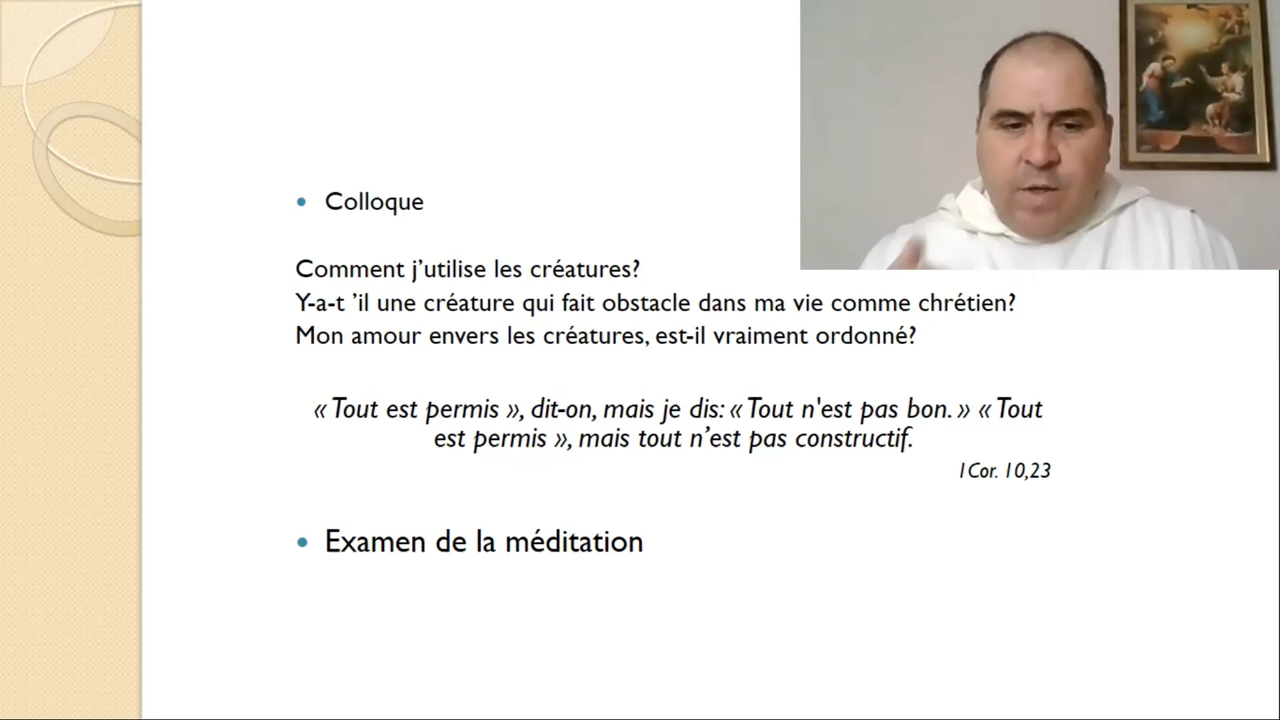 Colloque
Comment j’utilise les créatures?
Y-a-t ’il une créature qui fait obstacle dans ma vie comme chrétien?
Mon amour envers les créatures, est-il vraiment ordonné?
« Tout est permis », dit-on, mais je dis: « Tout n'est pas bon. » « Tout
est permis », mais tout n’est pas constructif.
1Cor. 10,23
Examen de la méditation